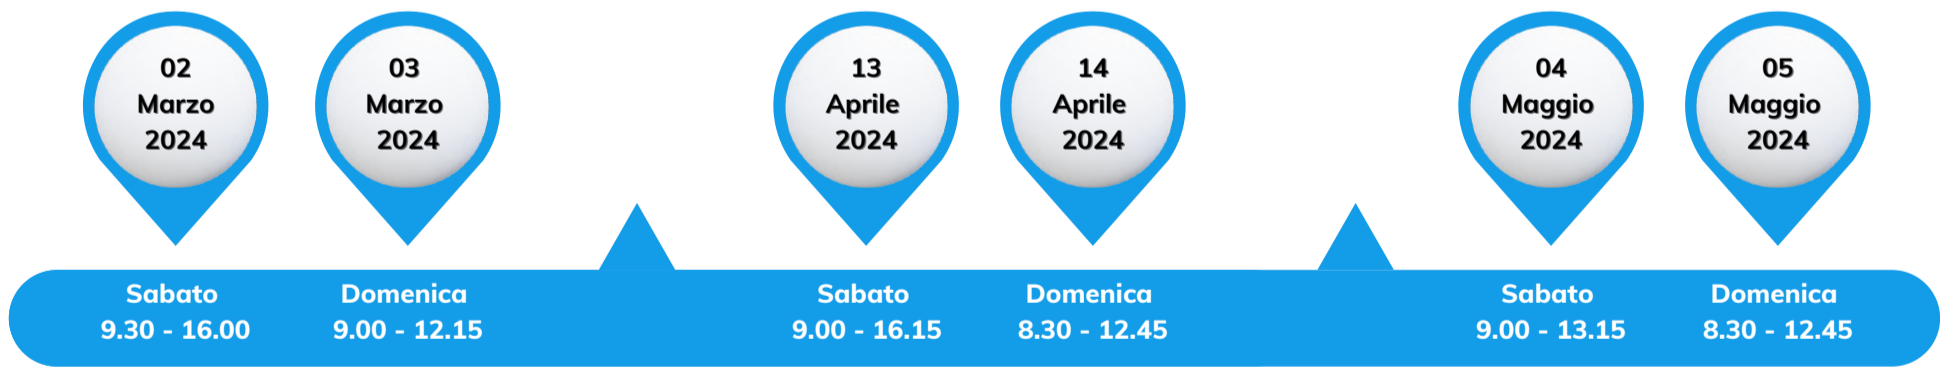 02
Marzo
2024
03
Marzo
2024
13
Aprile
2024
14
Aprile
2024
04
Maggio
2024
05
Maggio
2024
Sabato
9.30 - 16.00
Domenica
9.00 - 12.15
Sabato
9.00 - 16.15
Domenica
8.30 - 12.45
Sabato
9.00 - 13.15
Domenica
8.30 - 12.45